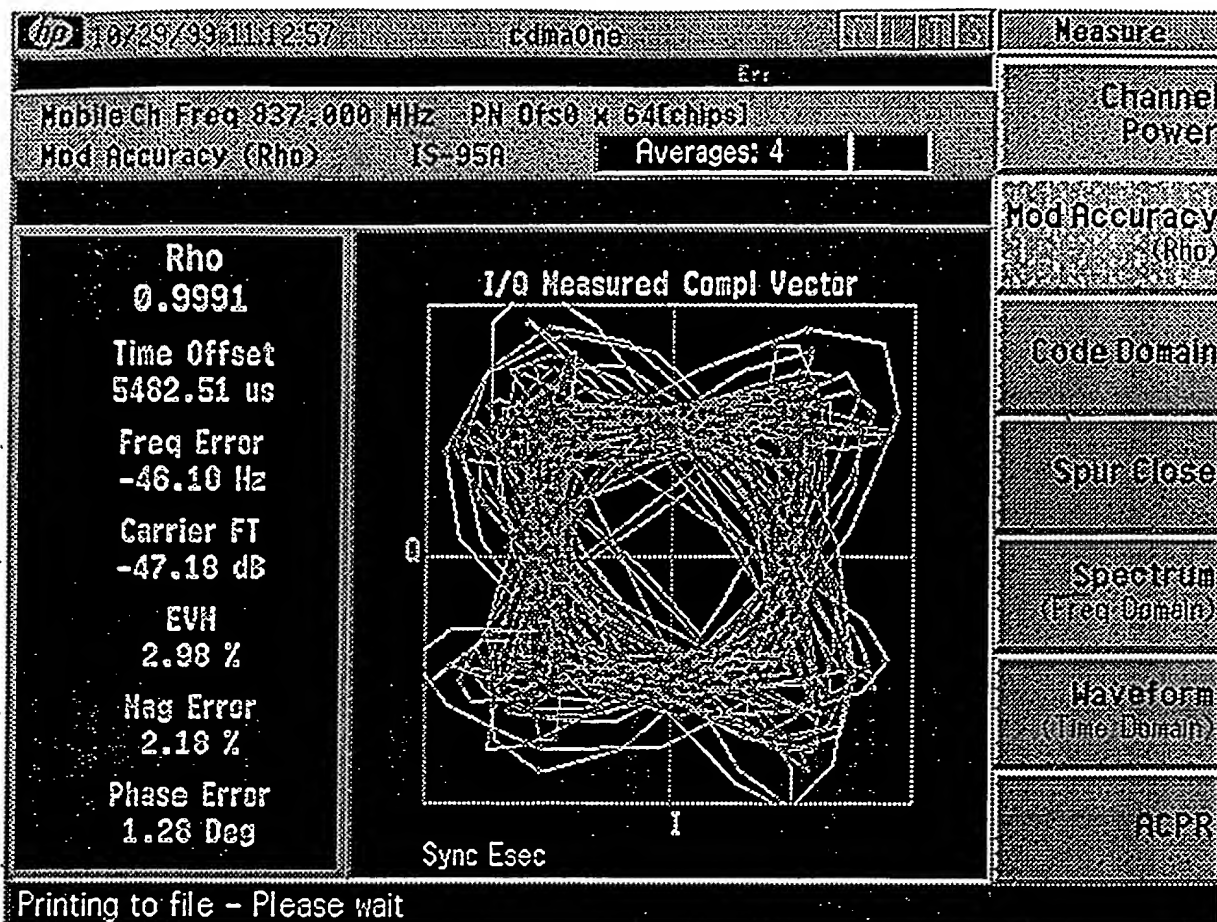 hp 10/29/99 11:12:57 cdmaOne
Measure
Err
Mobile Ch Freq 837.000 MHz PN Ofs0 x 64[chips]
Mod Accuracy (Rho) IS-95A Averages: 4
Rho
0.9991
Time Offset
5482.51 us
Freq Error
-46.10 Hz
Carrier FT
-47.18 dB
EVM
2.98 %
Mag Error
2.18 %
Phase Error
1.28 Deg
I/Q Measured Compl Vector
Q
I
Sync Esec
Channel
Power
Mod Accuracy
(Rho)
Code Domain
Spur Close
Spectrum
(Freq Domain)
Waveform
(Time Domain)
ACPR
Printing to file - Please wait